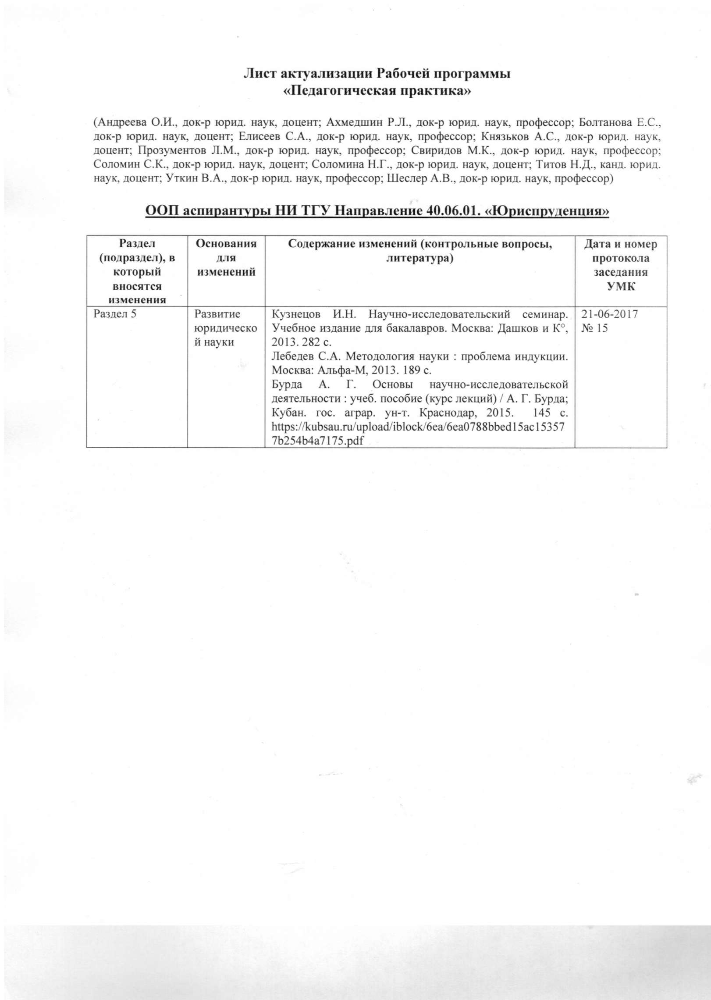 Лист актуализации Рабочей программы
«Педагогическая практика»
(Андреева О.И., док-р юрид. наук, доцент; Ахмедшин Р.Л., док-р юрид. наук, профессор; Болтанова Е.С.,
док-р юрид. наук, доцент; Елисеев С.А., док-р юрид. наук, профессор; Князьков А.С., док-р юрид. наук,
доцент; Прозументов Л.М., док-р юрид. наук, профессор; Свиридов М.К., док-р юрид. наук, профессор;
Соломин С.К., док-р юрид. наук, доцент; Соломина Н.Г., док-р юрид. наук, доцент; Титов Н.Д., канд. юрид.
наук, доцент; Уткин В.А., док-р юрид. наук, профессор; Шеслер А.В., док-р юрид. наук, профессор)
ООП аспирантуры НИ ТГУ Направление 40.06.01. «Юриспруденция»
Раздел
(подраздел), в
который
вносятся
изменения
Основания
для
изменений
Содержание изменений (контрольные вопросы,
литература)
Дата и номер
протокола
заседания
УМК
Раздел 5
Развитие
юридическо
й науки
Кузнецов И.Н. Научно-исследовательский семинар.
Учебное издание для бакалавров. Москва: Дашков и К°,
2013. 282 с.
Лебедев С.А. Методология науки : проблема индукции.
Москва: Альфа-М, 2013. 189 с.
Бурда А. Г. Основы научно-исследовательской
деятельности : учеб. пособие (курс лекций) / А. Г. Бурда;
Кубан. гос. аграр. ун-т. Краснодар, 2015. 145 с.
https://kubsau.ru/upload/iblock/6ea/6ea0788bbed15ac15357
7b254b4a7175.pdf
21-06-2017
№ 15